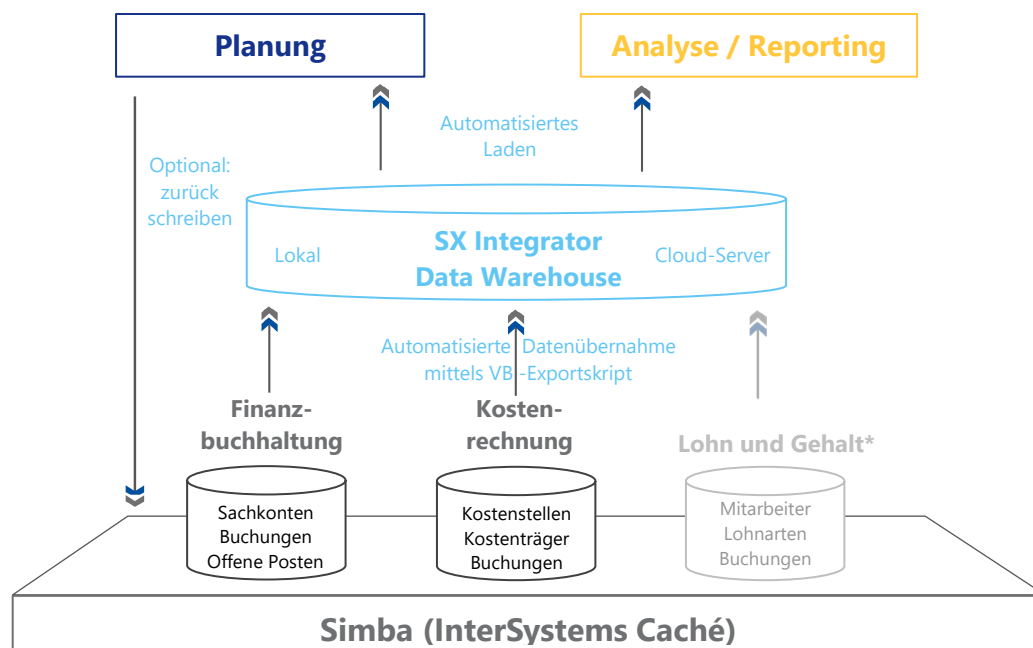 Planung
Analyse / Reporting
Automatisiertes
Laden
Optional:
zurück
schreiben
SX Integrator
Data Warehouse
Lokal
Cloud-Server
Automatisierte Datenübernahme
mittels VB-Exportskript
Finanz-
buchhaltung
Kosten-
rechnung
Lohn und Gehalt*
Sachkonten
Buchungen
Offene Posten
Kostenstellen
Kostenträger
Buchungen
Mitarbeiter
Lohnarten
Buchungen
Simba (InterSystems Caché)